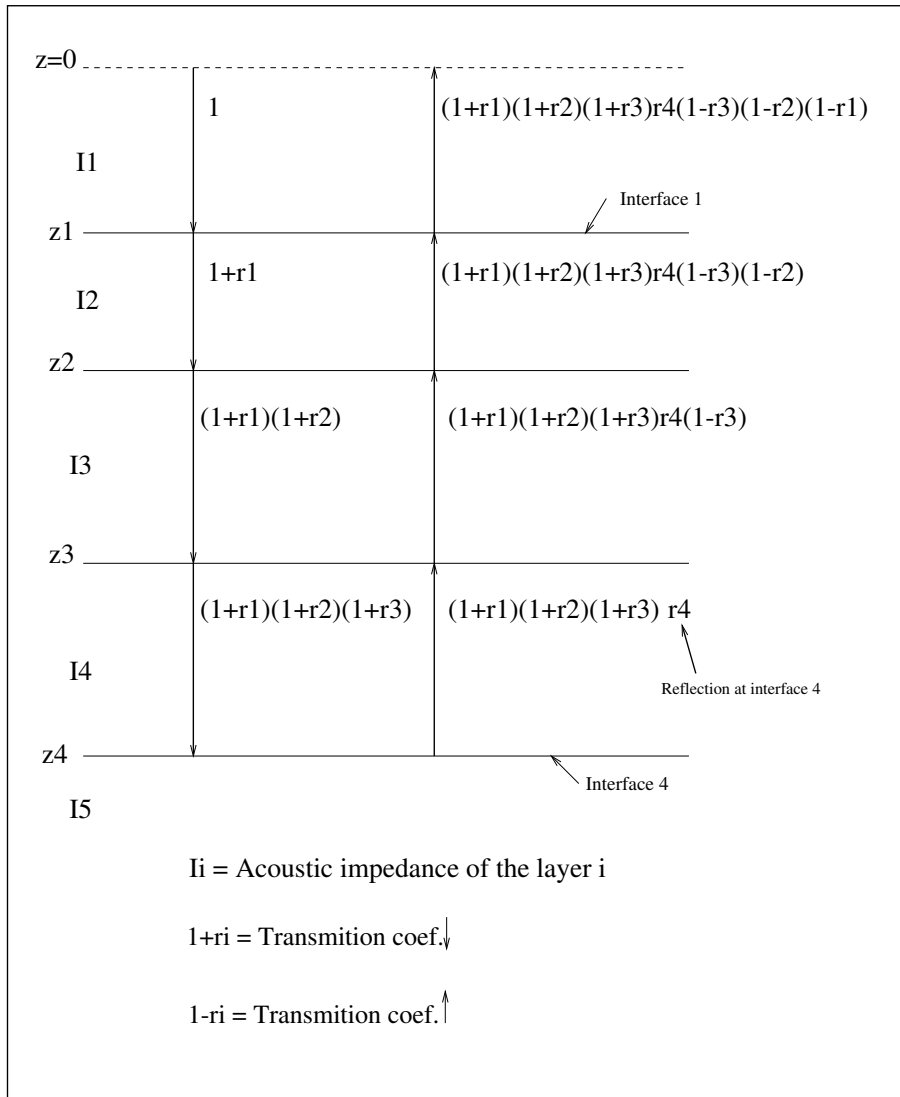 z=0
1
(1+r1)(1+r2)(1+r3)r4(1-r3)(1-r2)(1-r1)
I1
Interface 1
z1
1+r1
(1+r1)(1+r2)(1+r3)r4(1-r3)(1-r2)
I2
z2
(1+r1)(1+r2)
(1+r1)(1+r2)(1+r3)r4(1-r3)
I3
z3
(1+r1)(1+r2)(1+r3)
(1+r1)(1+r2)(1+r3) r4
I4
Reflection at interface 4
z4
Interface 4
I5
Ii = Acoustic impedance of the layer i
1+ri = Transmition coef.
1-ri = Transmition coef.